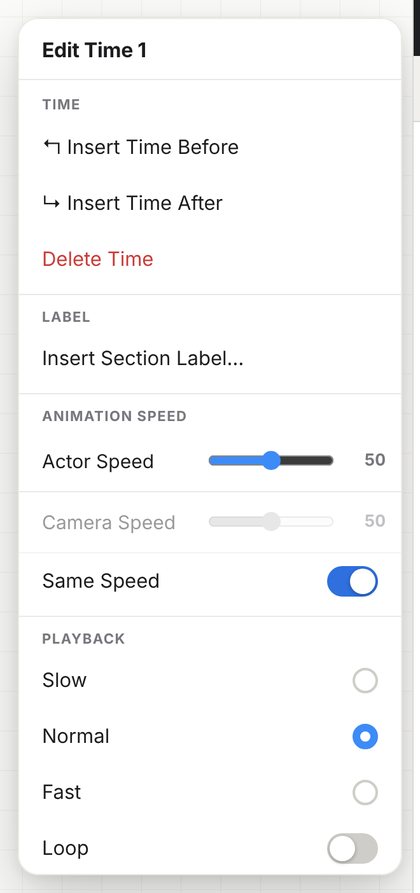 Edit Time 1
TIME
↰ Insert Time Before
↳ Insert Time After
Delete Time
LABEL
Insert Section Label...
ANIMATION SPEED
Actor Speed 50
Camera Speed 50
Same Speed
PLAYBACK
Slow
Normal
Fast
Loop